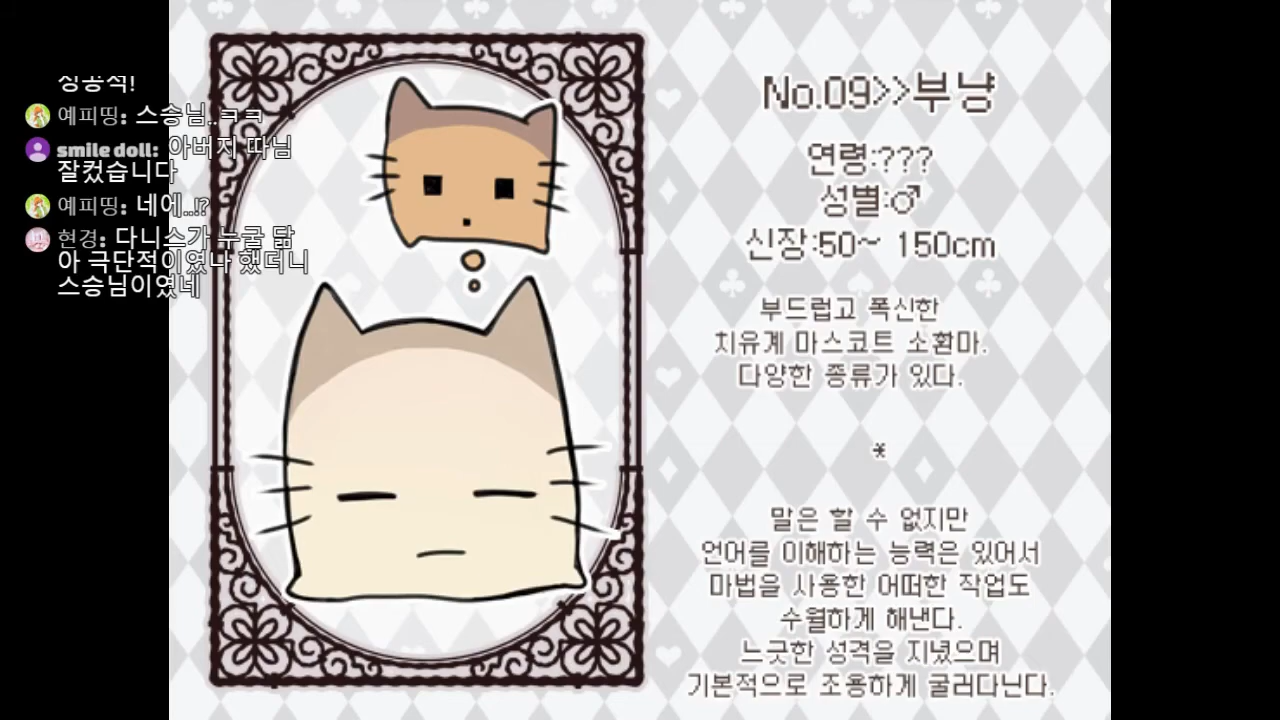 성공적!
예피띵: 스승님..ㅋㅋ
smile doll: 아버지 따님
잘컸습니다
예피띵: 네에..!?
현경: 다니스가 누굴 닮
아 극단적이였나 했더니
스승님이였네
No.09>>부냥
연령:???
성별:♂
신장:50~ 150cm
부드럽고 폭신한
치유계 마스코트 소환마.
다양한 종류가 있다.
*
말은 할 수 없지만
언어를 이해하는 능력은 있어서
마법을 사용한 어떠한 작업도
수월하게 해낸다.
느긋한 성격을 지녔으며
기본적으로 조용하게 굴러다닌다.